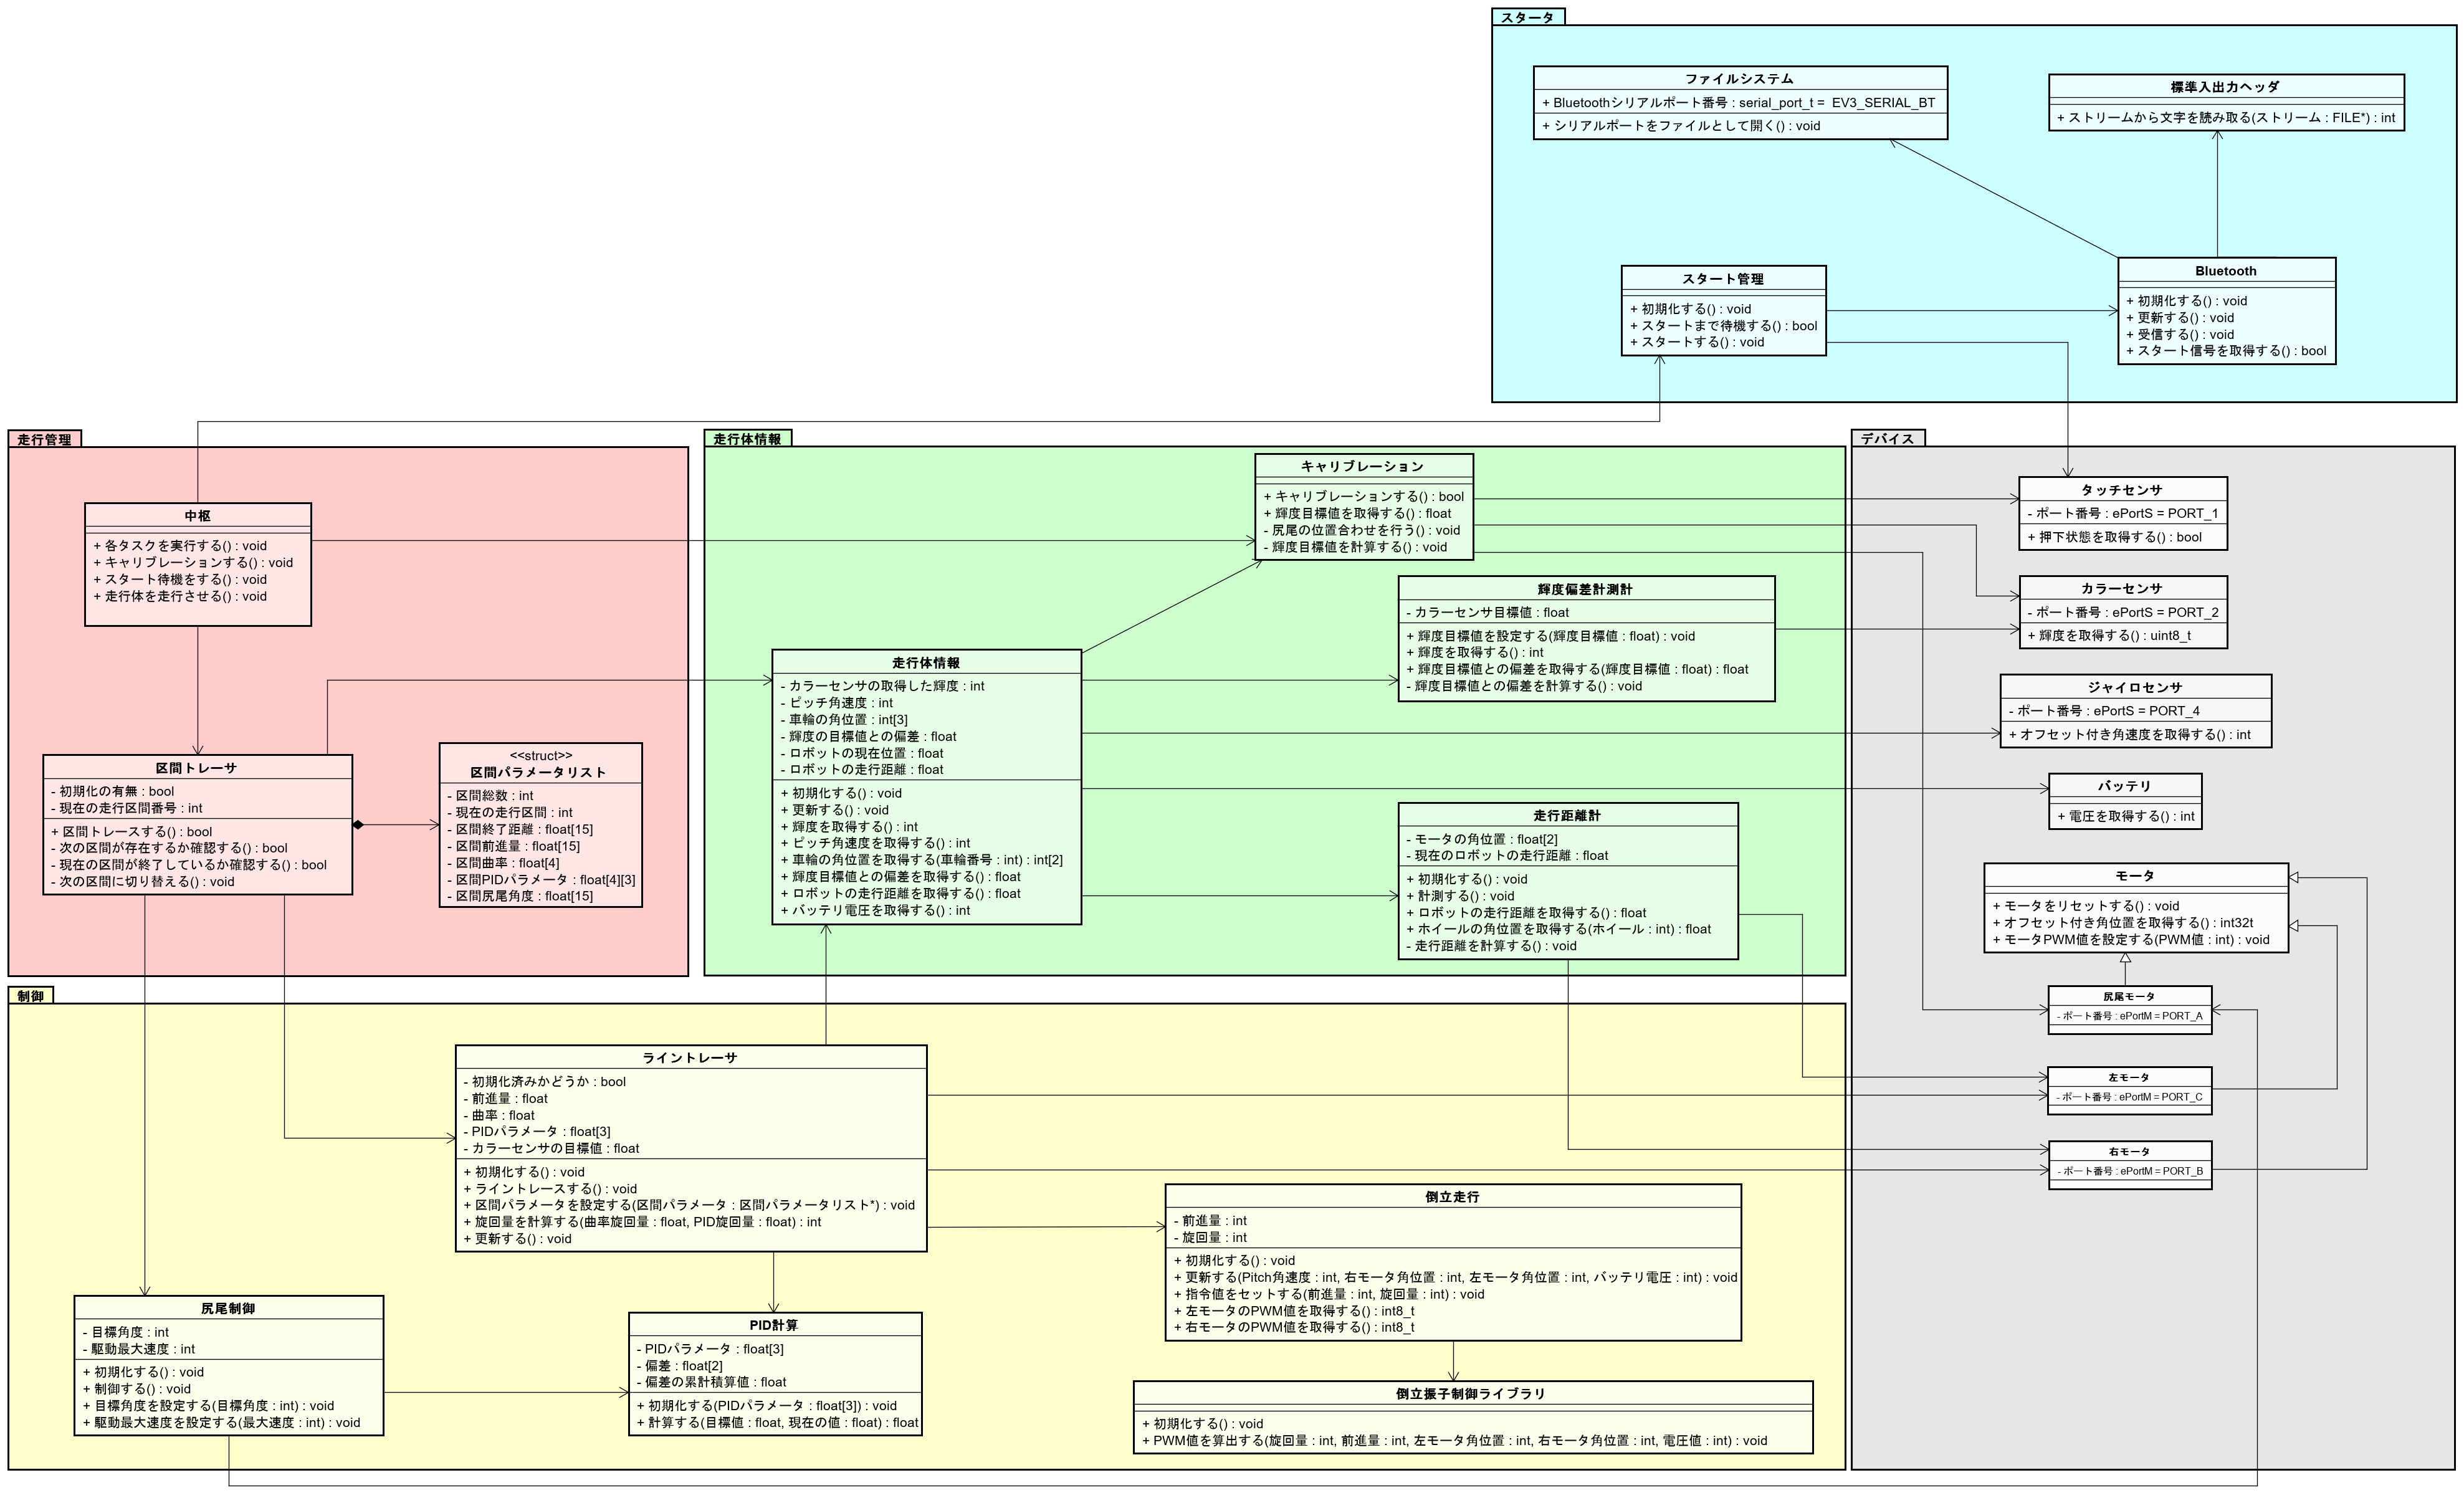 スタータ
ファイルシステム
+ Bluetoothシリアルポート番号 : serial_port_t = EV3_SERIAL_BT
+ シリアルポートをファイルとして開く() : void
標準入出力ヘッダ
+ ストリームから文字を読み取る(ストリーム : FILE*) : int
スタート管理
+ 初期化する() : void
+ スタートまで待機する() : bool
+ スタートする() : void
Bluetooth
+ 初期化する() : void
+ 更新する() : void
+ 受信する() : void
+ スタート信号を取得する() : bool
走行管理
中枢
+ 各タスクを実行する() : void
+ キャリブレーションする() : void
+ スタート待機をする() : void
+ 走行体を走行させる() : void
区間トレーサ
- 初期化の有無 : bool
- 現在の走行区間番号 : int
+ 区間トレースする() : bool
- 次の区間が存在するか確認する() : bool
- 現在の区間が終了しているか確認する() : bool
- 次の区間に切り替える() : void
<<struct>>
区間パラメータリスト
- 区間総数 : int
- 現在の走行区間 : int
- 区間終了距離 : float[15]
- 区間前進量 : float[15]
- 区間曲率 : float[4]
- 区間PIDパラメータ : float[4][3]
- 区間尻尾角度 : float[15]
走行体情報
キャリブレーション
+ キャリブレーションする() : bool
+ 輝度目標値を取得する() : float
- 尻尾の位置合わせを行う() : void
- 輝度目標値を計算する() : void
輝度偏差計測計
- カラーセンサ目標値 : float
+ 輝度目標値を設定する(輝度目標値 : float) : void
+ 輝度を取得する() : int
+ 輝度目標値との偏差を取得する(輝度目標値 : float) : float
- 輝度目標値との偏差を計算する() : void
走行体情報
- カラーセンサの取得した輝度 : int
- ピッチ角速度 : int
- 車輪の角位置 : int[3]
- 輝度の目標値との偏差 : float
- ロボットの現在位置 : float
- ロボットの走行距離 : float
+ 初期化する() : void
+ 更新する() : void
+ 輝度を取得する() : int
+ ピッチ角速度を取得する() : int
+ 車輪の角位置を取得する(車輪番号 : int) : int[2]
+ 輝度目標値との偏差を取得する() : float
+ ロボットの走行距離を取得する() : float
+ バッテリ電圧を取得する() : int
走行距離計
- モータの角位置 : float[2]
- 現在のロボットの走行距離 : float
+ 初期化する() : void
+ 計測する() : void
+ ロボットの走行距離を取得する() : float
+ ホイールの角位置を取得する(ホイール : int) : float
- 走行距離を計算する() : void
デバイス
タッチセンサ
- ポート番号 : ePortS = PORT_1
+ 押下状態を取得する() : bool
カラーセンサ
- ポート番号 : ePortS = PORT_2
+ 輝度を取得する() : uint8_t
ジャイロセンサ
- ポート番号 : ePortS = PORT_4
+ オフセット付き角速度を取得する() : int
バッテリ
+ 電圧を取得する() : int
モータ
+ モータをリセットする() : void
+ オフセット付き角位置を取得する() : int32t
+ モータPWM値を設定する(PWM値 : int) : void
尻尾モータ
- ポート番号 : ePortM = PORT_A
左モータ
- ポート番号 : ePortM = PORT_C
右モータ
- ポート番号 : ePortM = PORT_B
制御
ライントレーサ
- 初期化済みかどうか : bool
- 前進量 : float
- 曲率 : float
- PIDパラメータ : float[3]
- カラーセンサの目標値 : float
+ 初期化する() : void
+ ライントレースする() : void
+ 区間パラメータを設定する(区間パラメータ : 区間パラメータリスト*) : void
+ 旋回量を計算する(曲率旋回量 : float, PID旋回量 : float) : int
+ 更新する() : void
倒立走行
- 前進量 : int
- 旋回量 : int
+ 初期化する() : void
+ 更新する(Pitch角速度 : int, 右モータ角位置 : int, 左モータ角位置 : int, バッテリ電圧 : int) : void
+ 指令値をセットする(前進量 : int, 旋回量 : int) : void
+ 左モータのPWM値を取得する() : int8_t
+ 右モータのPWM値を取得する() : int8_t
尻尾制御
- 目標角度 : int
- 駆動最大速度 : int
+ 初期化する() : void
+ 制御する() : void
+ 目標角度を設定する(目標角度 : int) : void
+ 駆動最大速度を設定する(最大速度 : int) : void
PID計算
- PIDパラメータ : float[3]
- 偏差 : float[2]
- 偏差の累計積算値 : float
+ 初期化する(PIDパラメータ : float[3]) : void
+ 計算する(目標値 : float, 現在の値 : float) : float
倒立振子制御ライブラリ
+ 初期化する() : void
+ PWM値を算出する(旋回量 : int, 前進量 : int, 左モータ角位置 : int, 右モータ角位置 : int, 電圧値 : int) : void